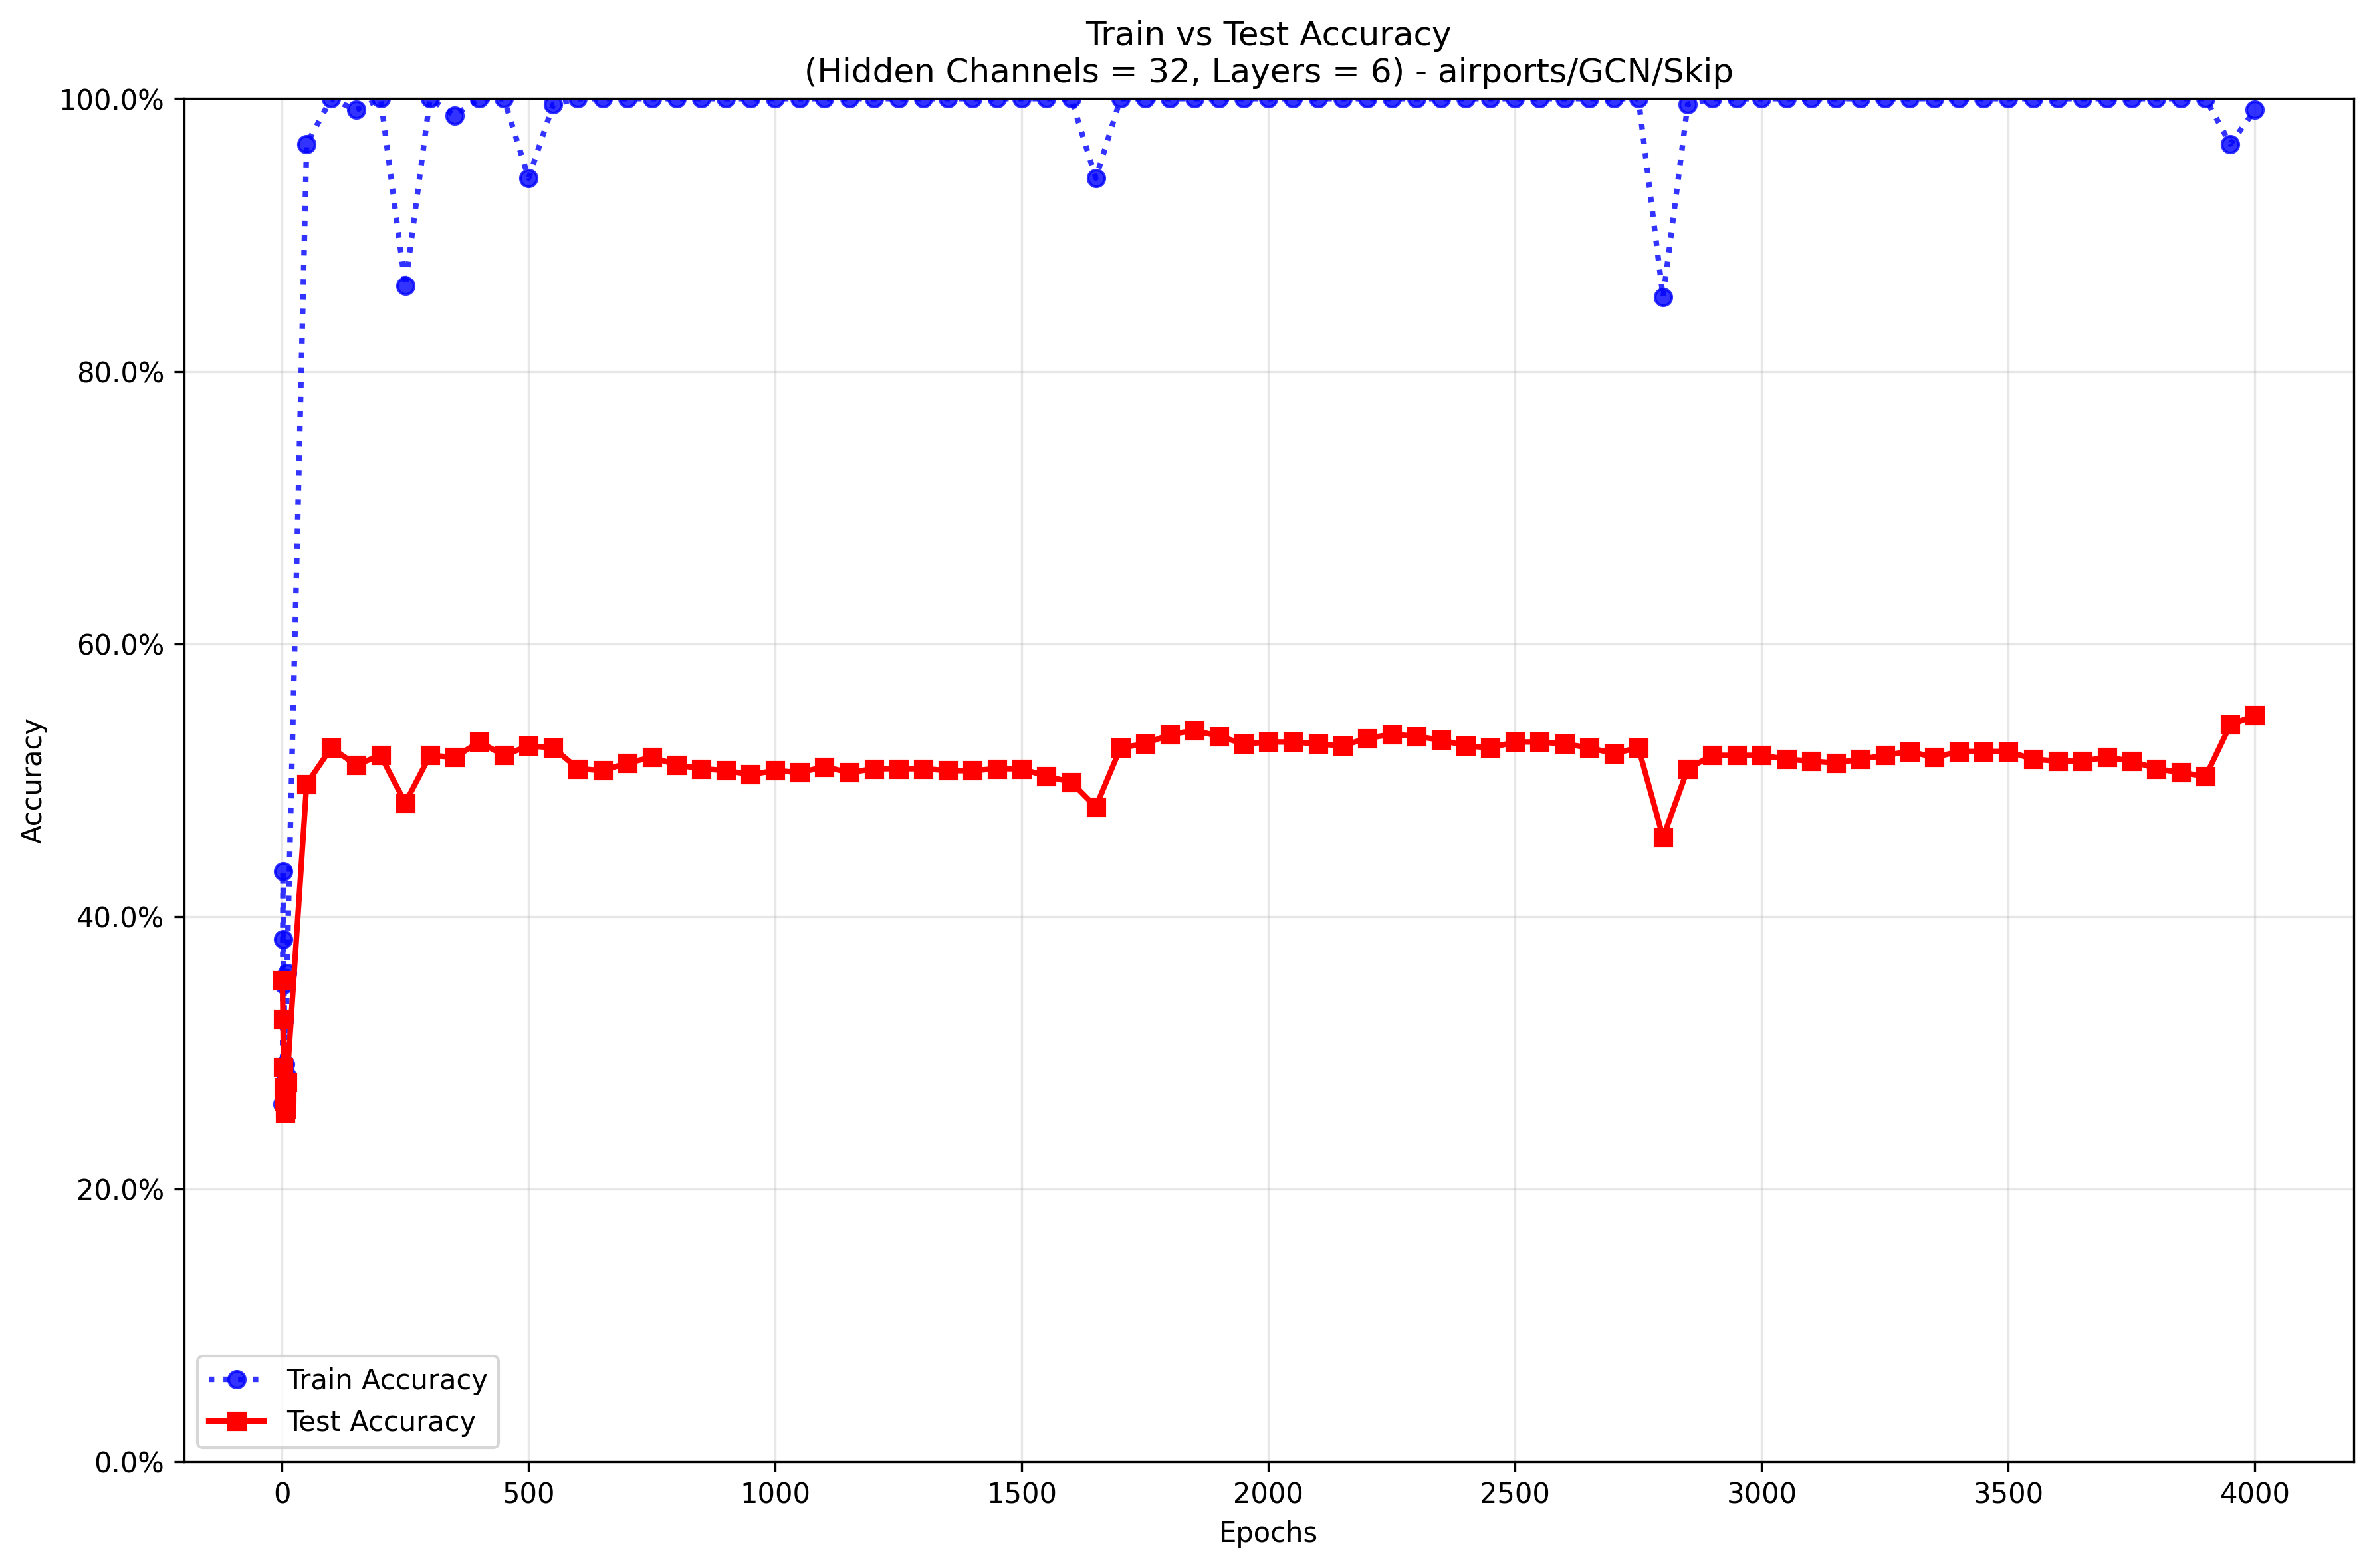 Train vs Test Accuracy
(Hidden Channels = 32, Layers = 6) - airports/GCN/Skip
100.0%
80.0%
60.0%
40.0%
20.0%
0.0%
Accuracy
Train Accuracy
Test Accuracy
0 500 1000 1500 2000 2500 3000 3500 4000
Epochs